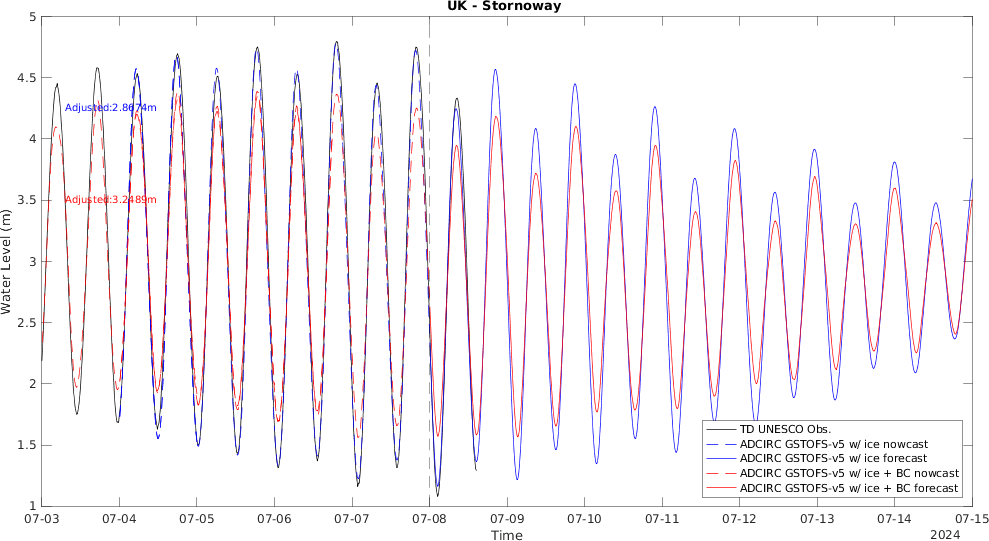 UK - Stornoway
5
4.5
4
3.5
3
2.5
2
1.5
1
Water Level (m)
Adjusted:2.8674m
Adjusted:3.2489m
TD UNESCO Obs.
ADCIRC GSTOFS-v5 w/ ice nowcast
ADCIRC GSTOFS-v5 w/ ice forecast
ADCIRC GSTOFS-v5 w/ ice + BC nowcast
ADCIRC GSTOFS-v5 w/ ice + BC forecast
07-03 07-04 07-05 07-06 07-07 07-08 07-09 07-10 07-11 07-12 07-13 07-14 07-15
Time
2024